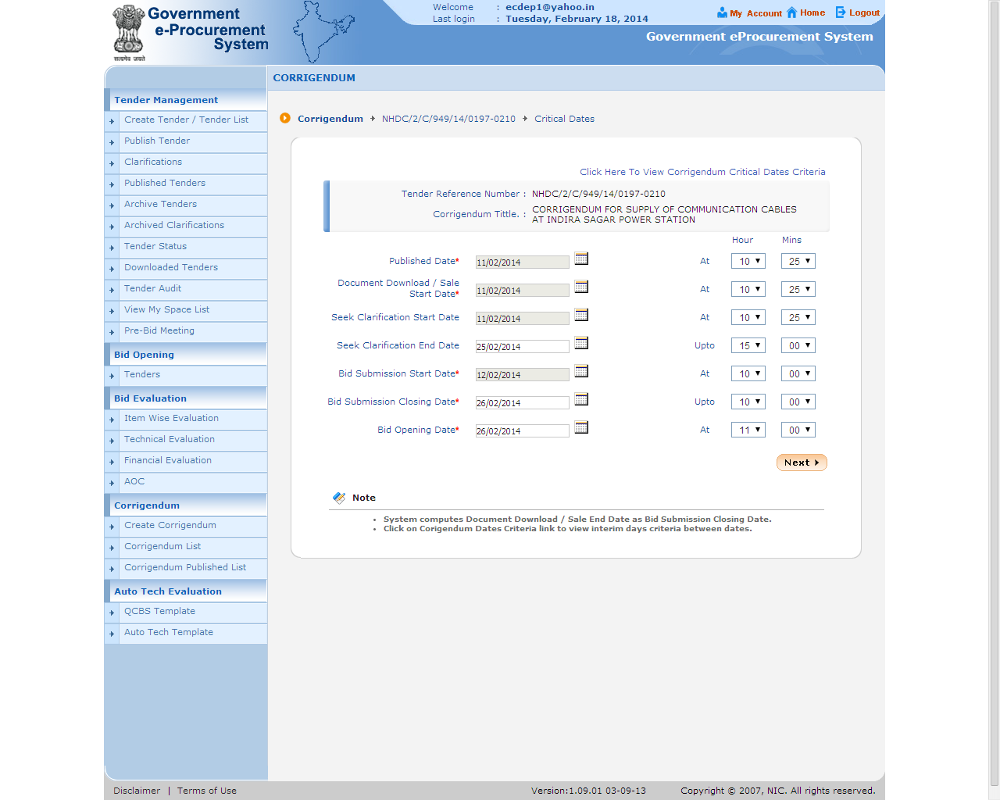 Government
e-Procurement
System
सत्यमेव जयते
Welcome : ecdep1@yahoo.in
Last login : Tuesday, February 18, 2014
My Account Home Logout
Government eProcurement System
CORRIGENDUM
Tender Management
Create Tender / Tender List
Publish Tender
Clarifications
Published Tenders
Archive Tenders
Archived Clarifications
Tender Status
Downloaded Tenders
Tender Audit
View My Space List
Pre-Bid Meeting
Bid Opening
Tenders
Bid Evaluation
Item Wise Evaluation
Technical Evaluation
Financial Evaluation
AOC
Corrigendum
Create Corrigendum
Corrigendum List
Corrigendum Published List
Auto Tech Evaluation
QCBS Template
Auto Tech Template
Corrigendum NHDC/2/C/949/14/0197-0210 Critical Dates
Click Here To View Corrigendum Critical Dates Criteria
Tender Reference Number : NHDC/2/C/949/14/0197-0210
Corrigendum Tittle. : CORRIGENDUM FOR SUPPLY OF COMMUNICATION CABLES
AT INDIRA SAGAR POWER STATION
Hour Mins
Published Date* 11/02/2014 At 10 25
Document Download / Sale
Start Date* 11/02/2014 At 10 25
Seek Clarification Start Date 11/02/2014 At 10 25
Seek Clarification End Date 25/02/2014 Upto 15 00
Bid Submission Start Date* 12/02/2014 At 10 00
Bid Submission Closing Date* 26/02/2014 Upto 10 00
Bid Opening Date* 26/02/2014 At 11 00
Next
Note
• System computes Document Download / Sale End Date as Bid Submission Closing Date.
• Click on Corigendum Dates Criteria link to view interim days criteria between dates.
Disclaimer | Terms of Use Version:1.09.01 03-09-13 Copyright © 2007, NIC. All rights reserved.